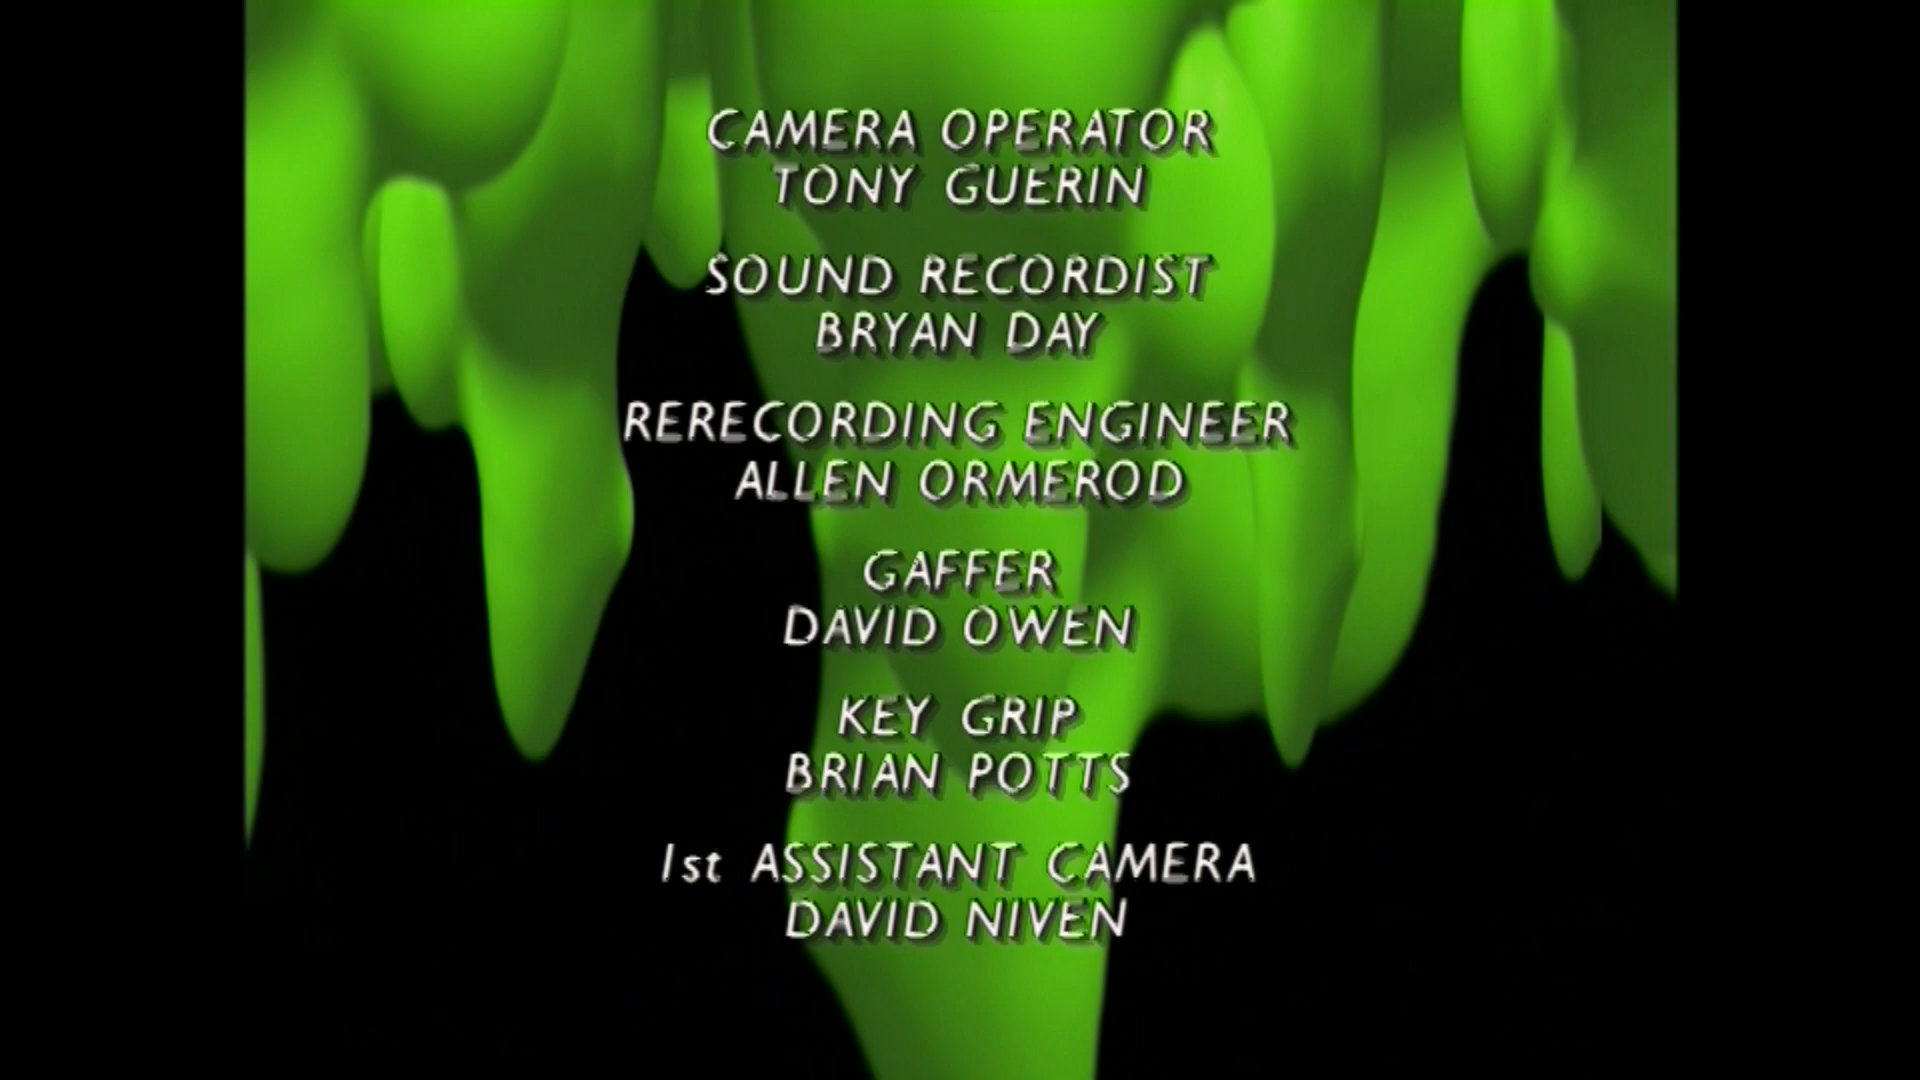 CAMERA OPERATOR
TONY GUERIN
SOUND RECORDIST
BRYAN DAY
RERECORDING ENGINEER
ALLEN ORMEROD
GAFFER
DAVID OWEN
KEY GRIP
BRIAN POTTS
1st ASSISTANT CAMERA
DAVID NIVEN